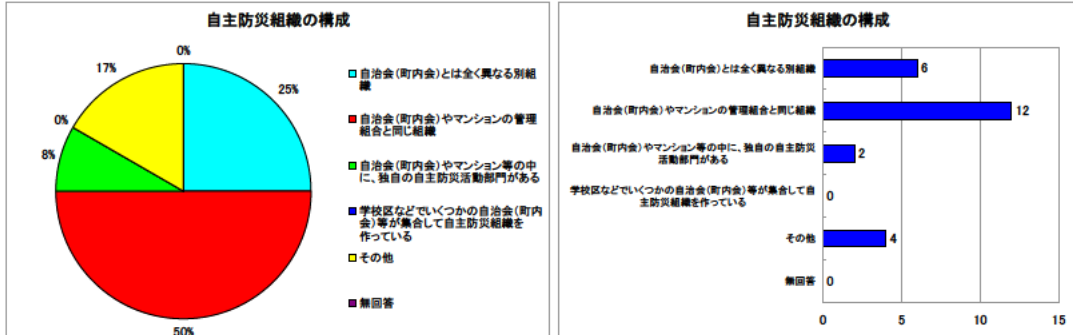 自主防災組織の構成
0%
17%
25%
0%
8%
50%
自治会(町内会)とは全く異なる別組
織
自治会(町内会)やマンションの管理
組合と同じ組織
自治会(町内会)やマンション等の中
に、独自の自主防災活動部門がある
学校区などでいくつかの自治会(町内
会)等が集合して自主防災組織を
作っている
その他
無回答
自主防災組織の構成
自治会(町内会)とは全く異なる別組織
6
自治会(町内会)やマンションの管理組合と同じ組織
12
自治会(町内会)やマンション等の中に、独自の自主防災
活動部門がある
2
学校区などでいくつかの自治会(町内会)等が集合して自
主防災組織を作っている
0
その他
4
無回答
0
0
5
10
15